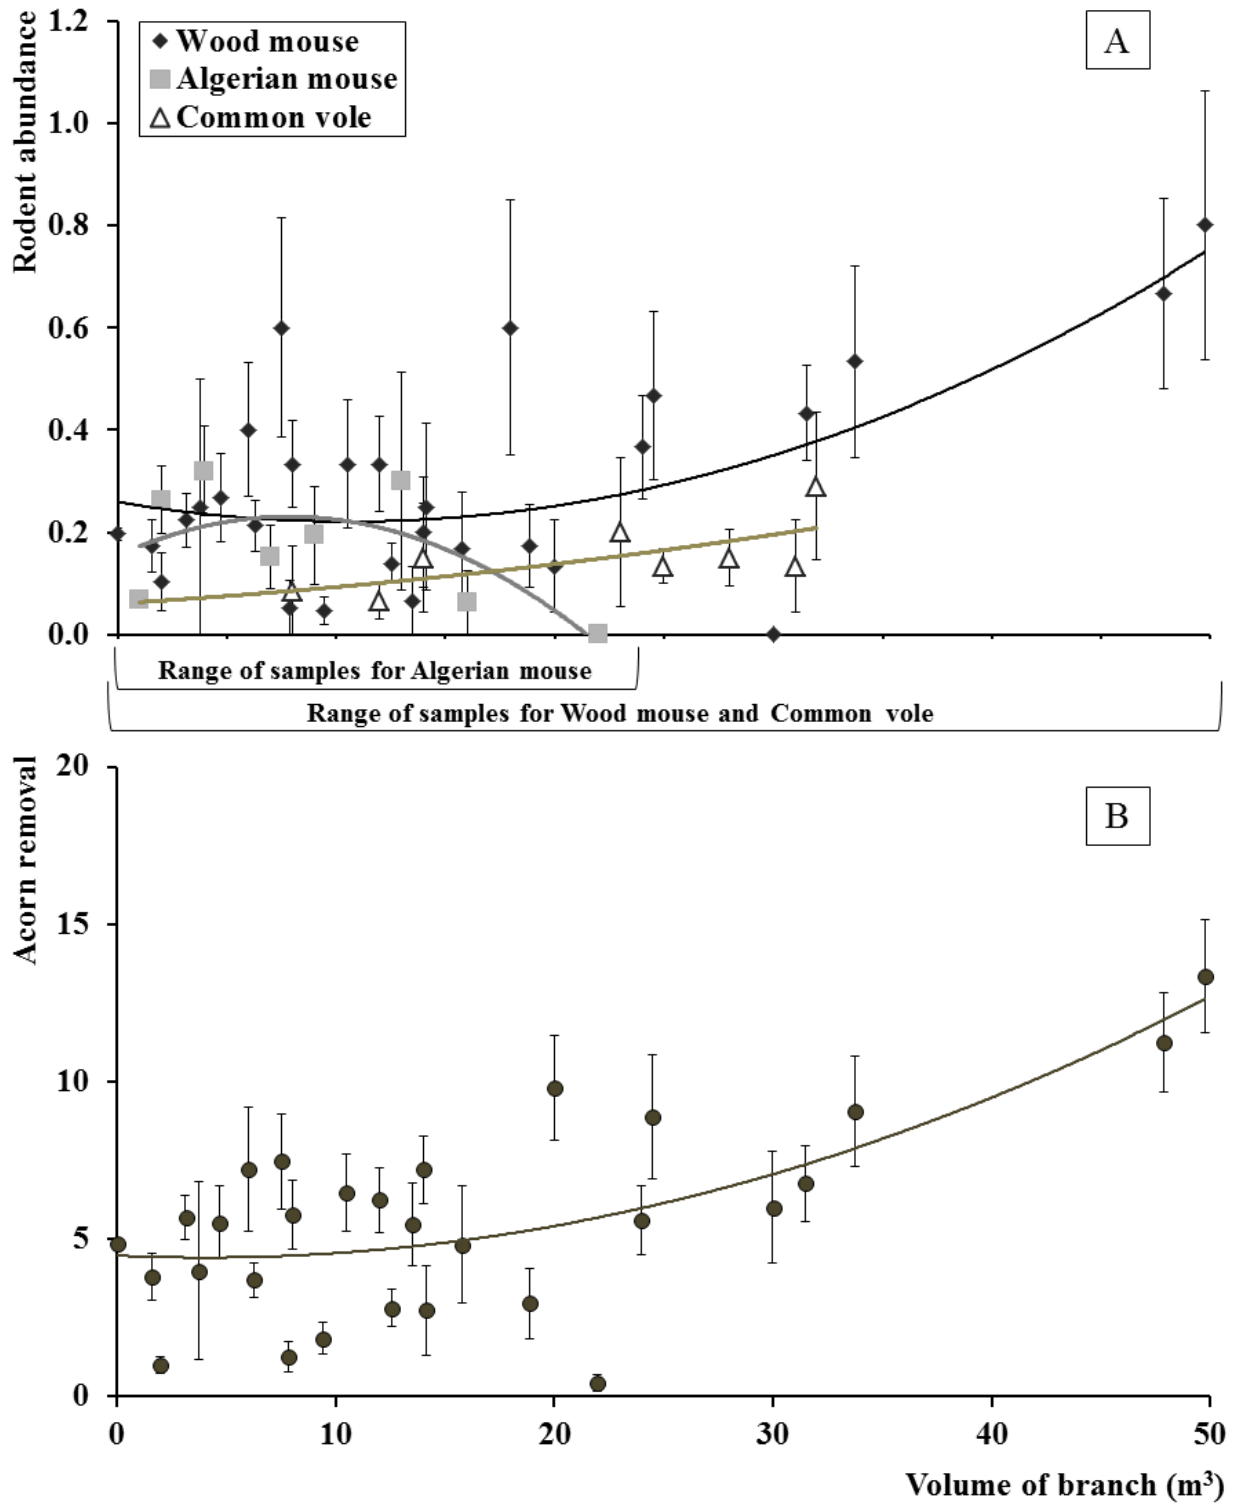 1.2
Wood mouse
Algerian mouse
Common vole
A
1.0
0.8
0.6
0.4
0.2
0.0
Rodent abundance
Range of samples for Algerian mouse
Range of samples for Wood mouse and Common vole
20
B
15
10
5
0
Acorn removal
0 10 20 30 40 50
Volume of branch (m³)